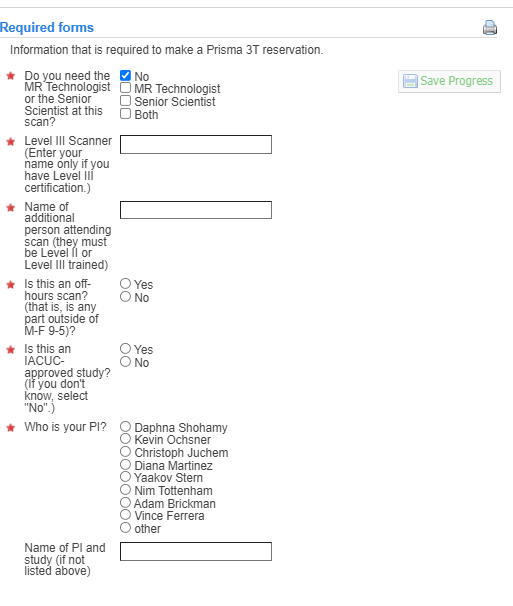 Required forms
Information that is required to make a Prisma 3T reservation.
Do you need the
MR Technologist
or the Senior
Scientist at this
scan?
No
MR Technologist
Senior Scientist
Both
Save Progress
Level III Scanner
(Enter your
name only if you
have Level III
certification.)
Name of
additional
person attending
scan (they must
be Level II or
Level III trained)
Is this an off-
hours scan?
(that is, is any
part outside of
M-F 9-5)?
Yes
No
Is this an
IACUC-
approved study?
(If you don't
know, select
"No".)
Yes
No
Who is your PI?
Daphna Shohamy
Kevin Ochsner
Christoph Juchem
Diana Martinez
Yaakov Stern
Nim Tottenham
Adam Brickman
Vince Ferrera
other
Name of PI and
study (if not
listed above)